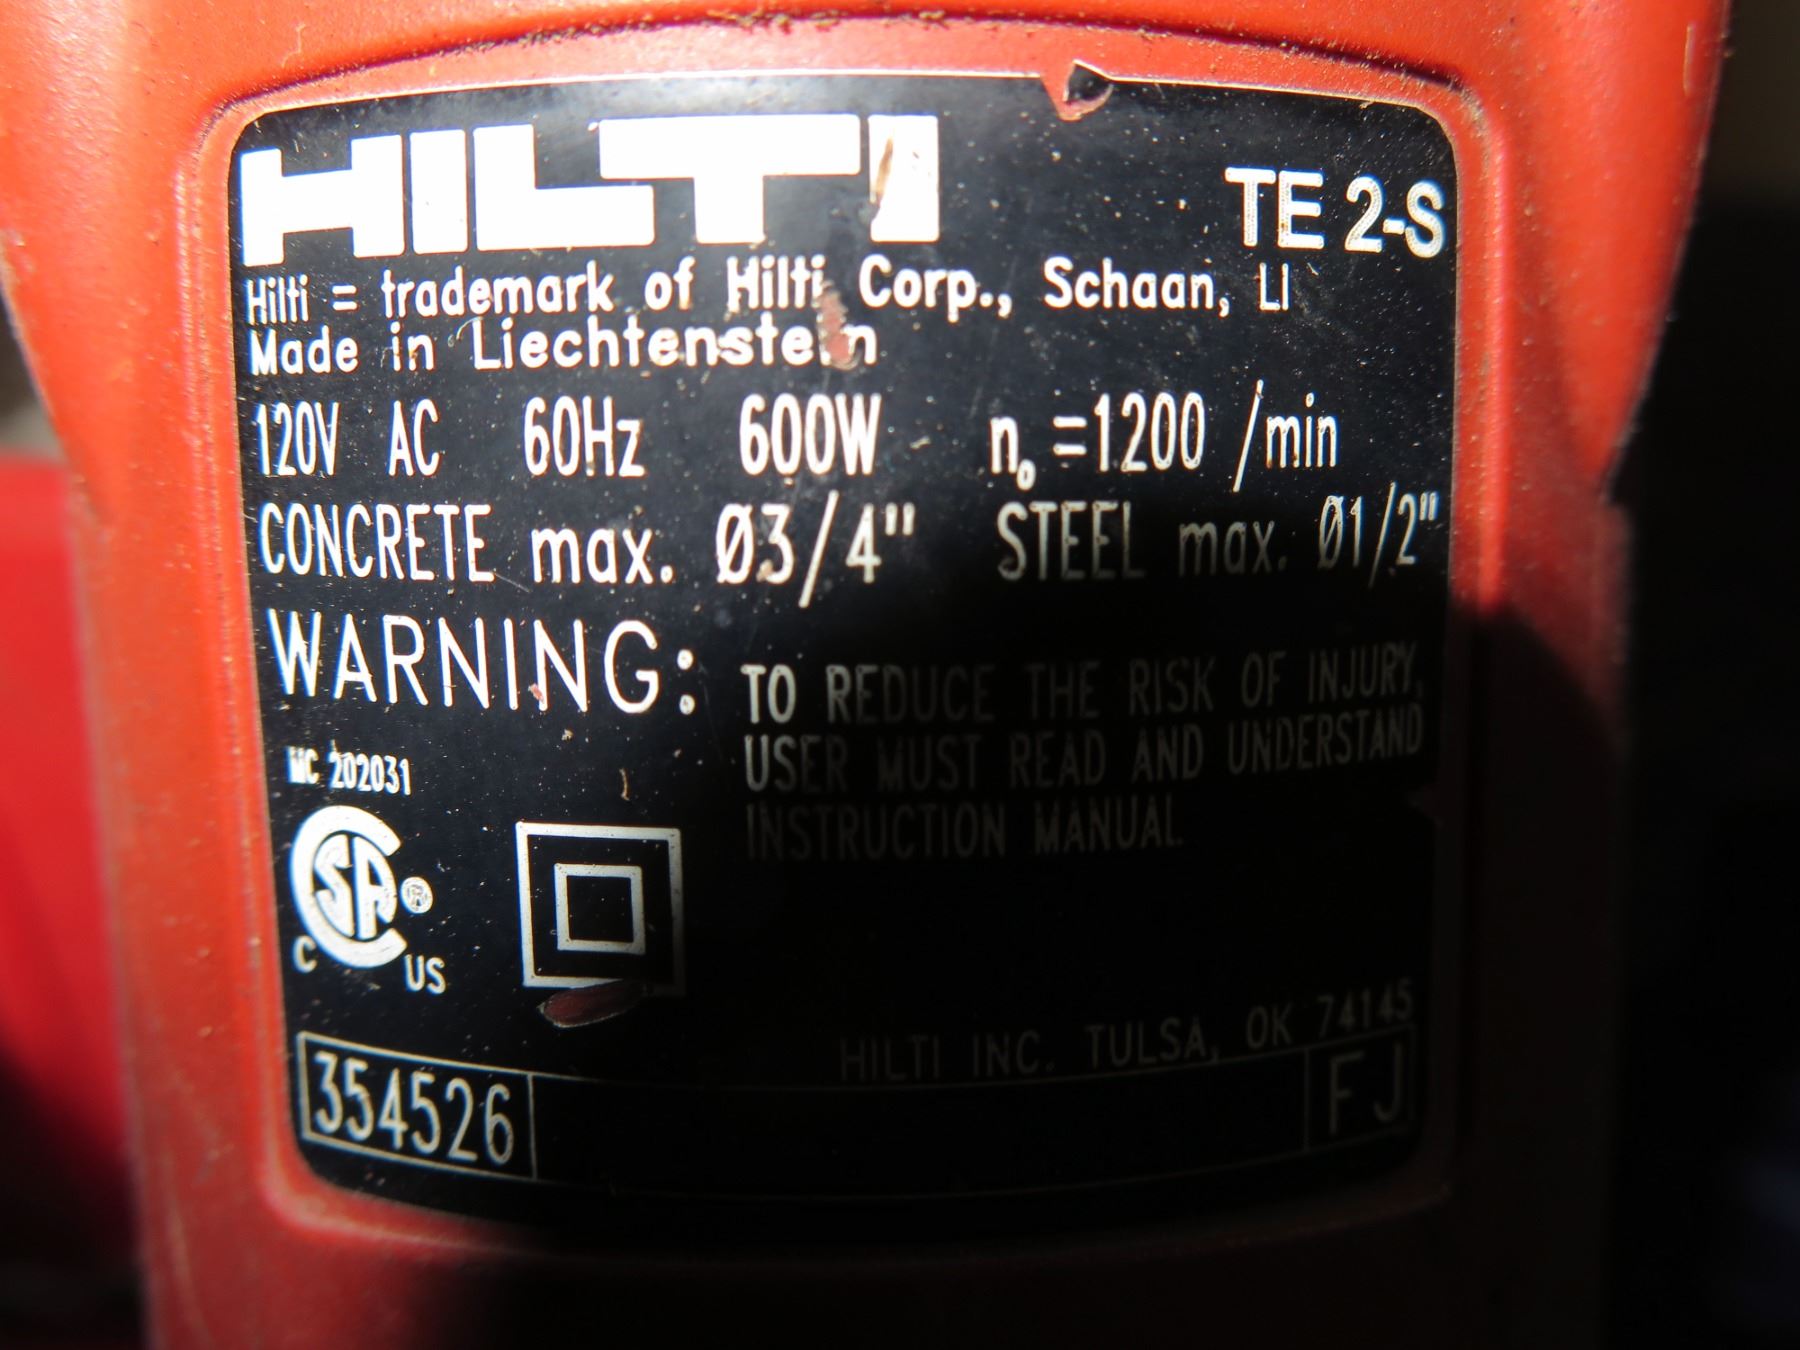 HILTI
TE 2-S
Hilti = trademark of Hilti Corp., Schaan, LI
Made in Liechtenstein
120V AC 60Hz 600W n₀ =1200 /min
CONCRETE max. Ø3/4" STEEL max. Ø1/2"
WARNING: TO REDUCE THE RISK OF INJURY,
USER MUST READ AND UNDERSTAND
INSTRUCTION MANUAL.
MC 202031
CSA®
C US
HILTI INC. TULSA, OK 74145
354526 FJ